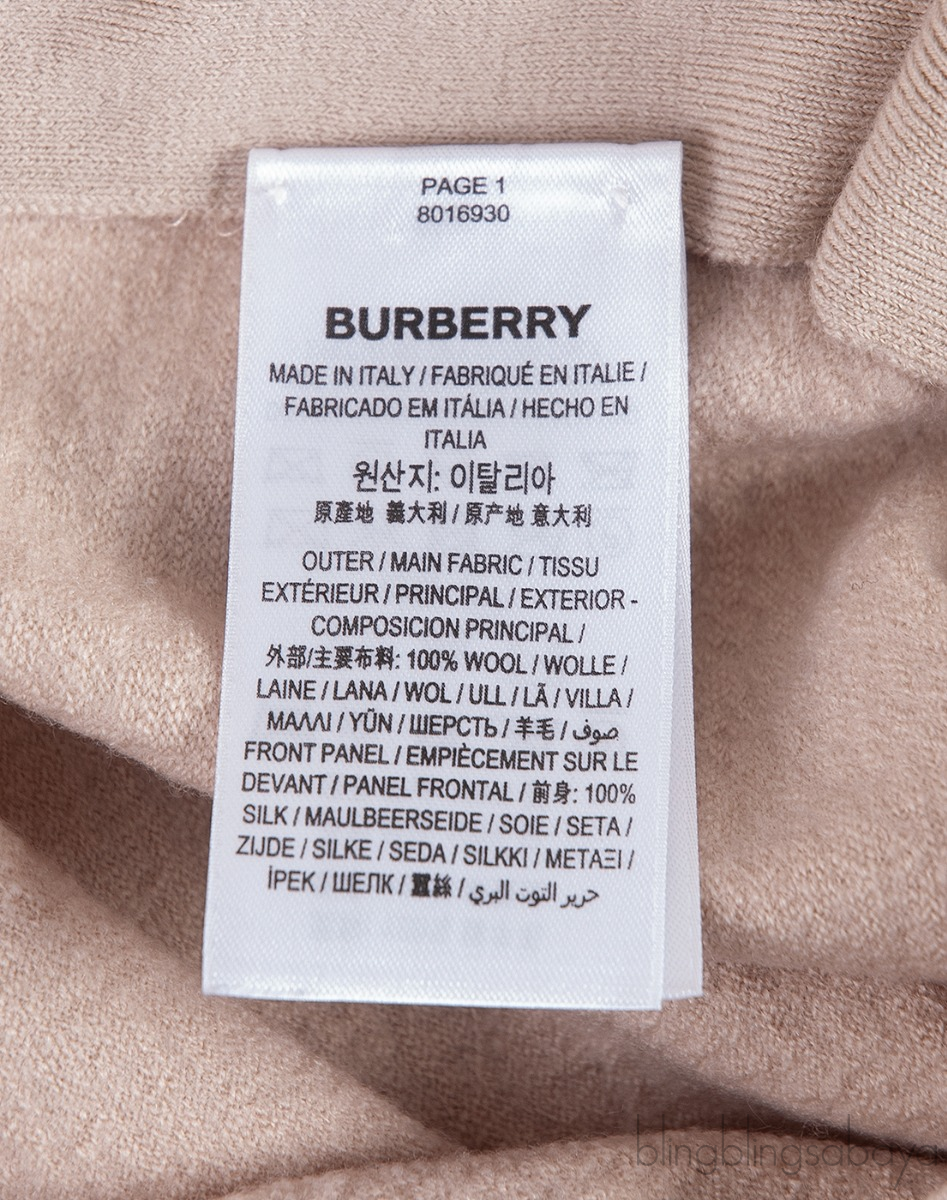 PAGE 1
8016930
BURBERRY
MADE IN ITALY / FABRIQUÉ EN ITALIE /
FABRICADO EM ITÁLIA / HECHO EN
ITALIA
원산지: 이탈리아
原產地 義大利 / 原产地 意大利
OUTER / MAIN FABRIC / TISSU
EXTÉRIEUR / PRINCIPAL / EXTERIOR -
COMPOSICION PRINCIPAL /
外部/主要布料: 100% WOOL / WOLLE /
LAINE / LANA / WOL / ULL / LÃ / VILLA /
ΜΑΛΛΙ / YÜN / ШЕРСТЬ / 羊毛 / صوف
FRONT PANEL / EMPIÈCEMENT SUR LE
DEVANT / PANEL FRONTAL / 前身: 100%
SILK / MAULBEERSEIDE / SOIE / SETA /
ZIJDE / SILKE / SEDA / SILKKI / ΜΕΤΑΞΙ /
İPEK / ШЕЛК / 蠶絲 / حرير التوت البري
blingblingsabaya